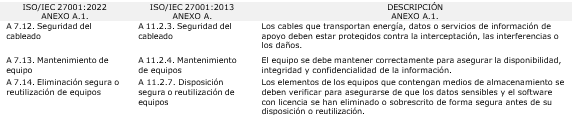 ISO/IEC 27001:2022 ISO/IEC 27001:2013 DESCRIPCIÓN
ANEXO A.1. ANEXO A.1. ANEXO A.1.
A 7.12. Seguridad del A 11.2.3. Seguridad del Los cables que transportan energía, datos o servicios de información de
cableado cableado apoyo deben estar protegidos contra la interceptación, las interferencias o
los daños.
A 7.13. Mantenimiento de A 11.2.4. Mantenimiento El equipo se debe mantener correctamente para asegurar la disponibilidad,
equipo de equipos integridad y confidencialidad de la información.
A 7.14. Eliminación segura o A 11.2.7. Disposición Los elementos de los equipos que contengan medios de almacenamiento se
reutilización de equipos segura o reutilización de deben verificar para asegurarse de que los datos sensibles y el software
equipos con licencia se han eliminado o sobrescrito de forma segura antes de su
disposición o reutilización.